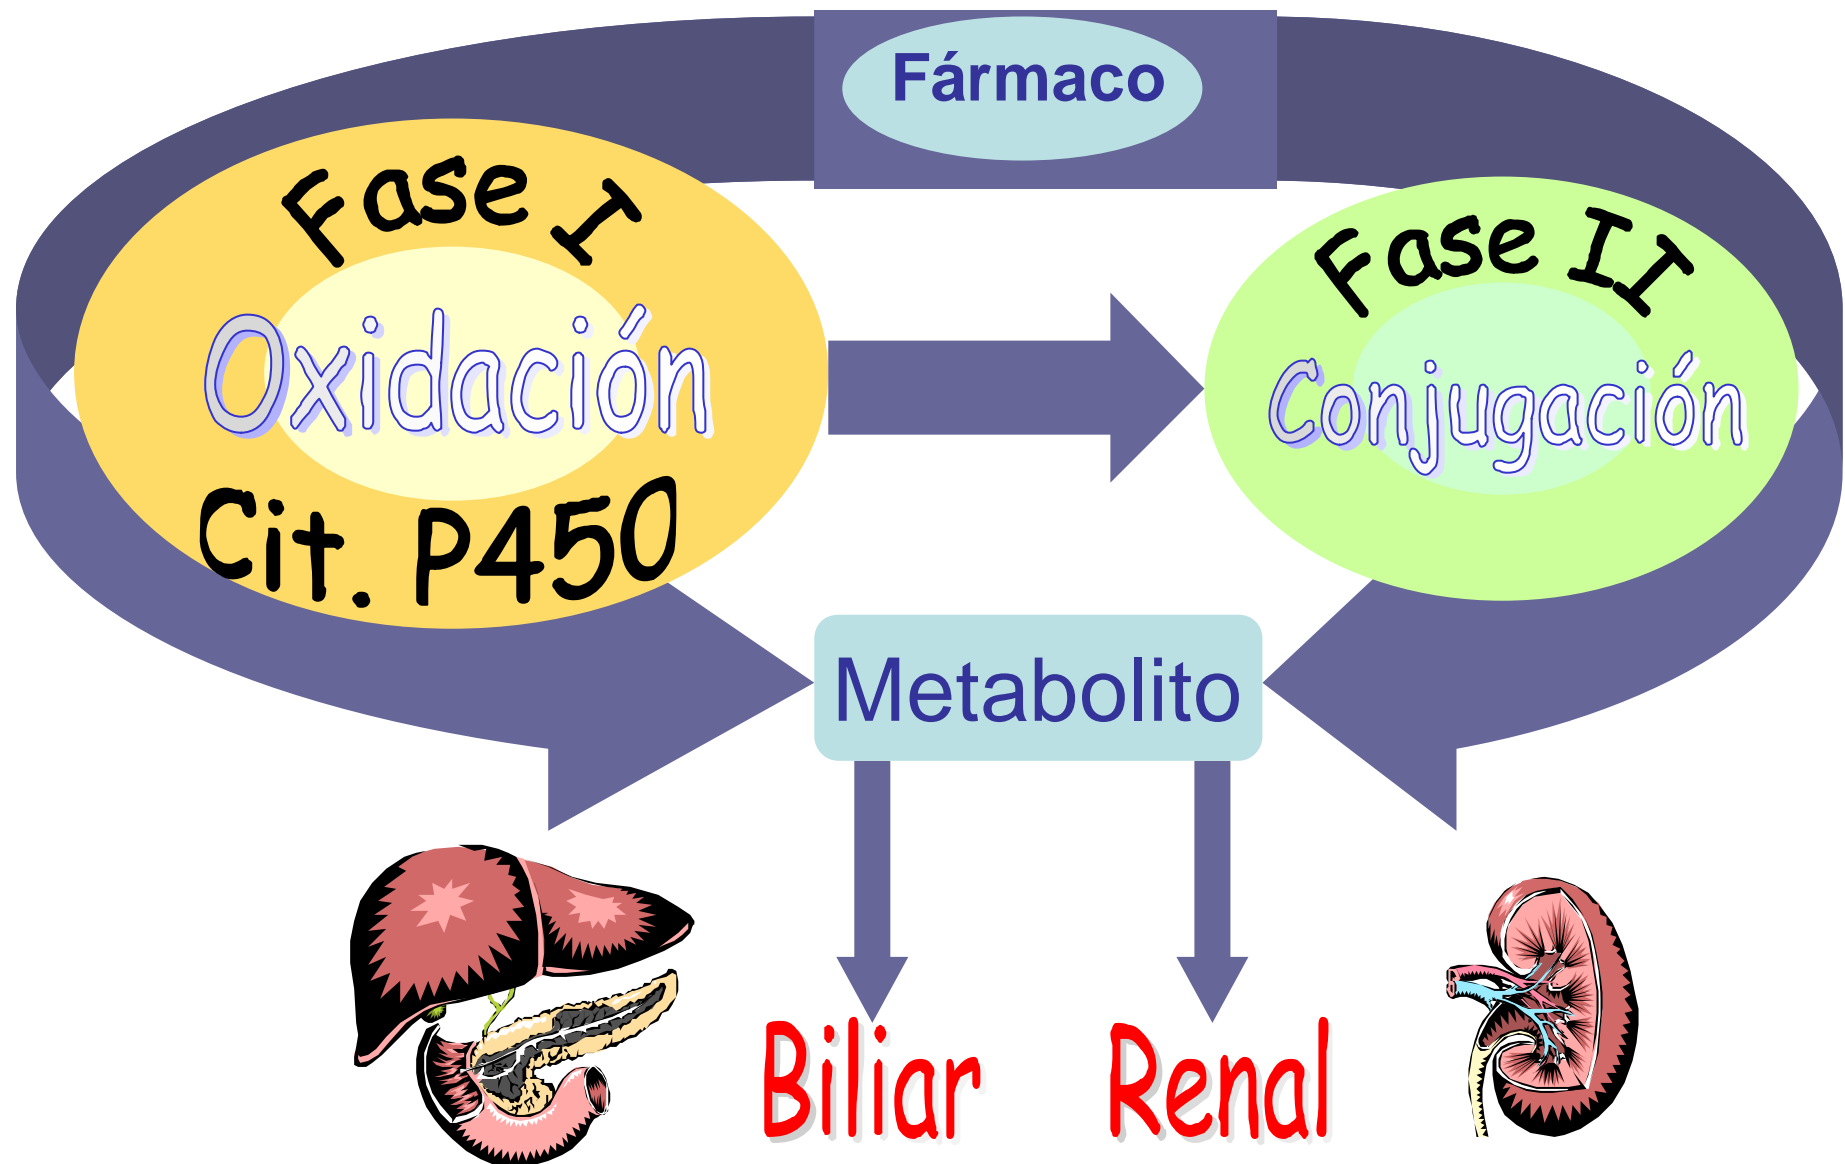 Fármaco
Fase I
Oxidación
Cit. P450
Fase II
Conjugación
Metabolito
Biliar
Renal